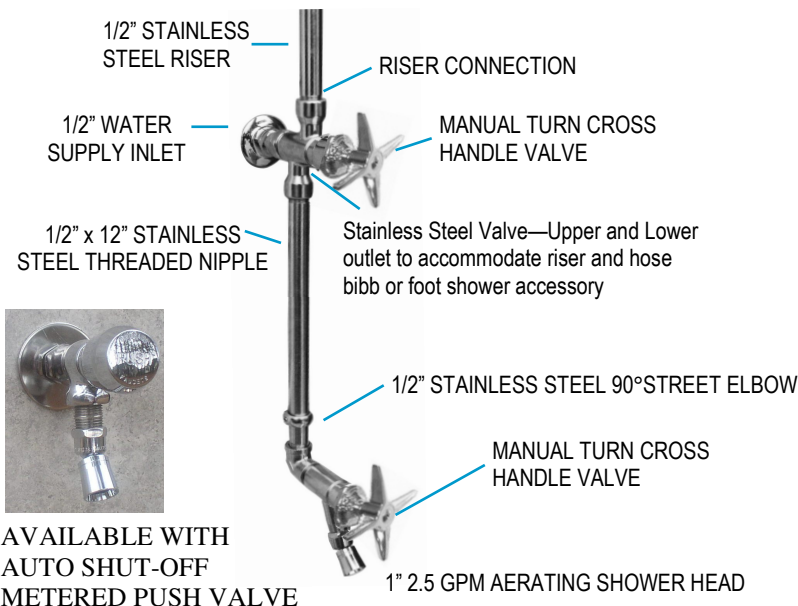 1/2” STAINLESS
STEEL RISER
RISER CONNECTION
1/2” WATER
SUPPLY INLET
MANUAL TURN CROSS
HANDLE VALVE
Stainless Steel Valve—Upper and Lower
outlet to accommodate riser and hose
bibb or foot shower accessory
1/2” x 12” STAINLESS
STEEL THREADED NIPPLE
1/2” STAINLESS STEEL 90°STREET ELBOW
MANUAL TURN CROSS
HANDLE VALVE
AVAILABLE WITH
AUTO SHUT-OFF
METERED PUSH VALVE
1” 2.5 GPM AERATING SHOWER HEAD